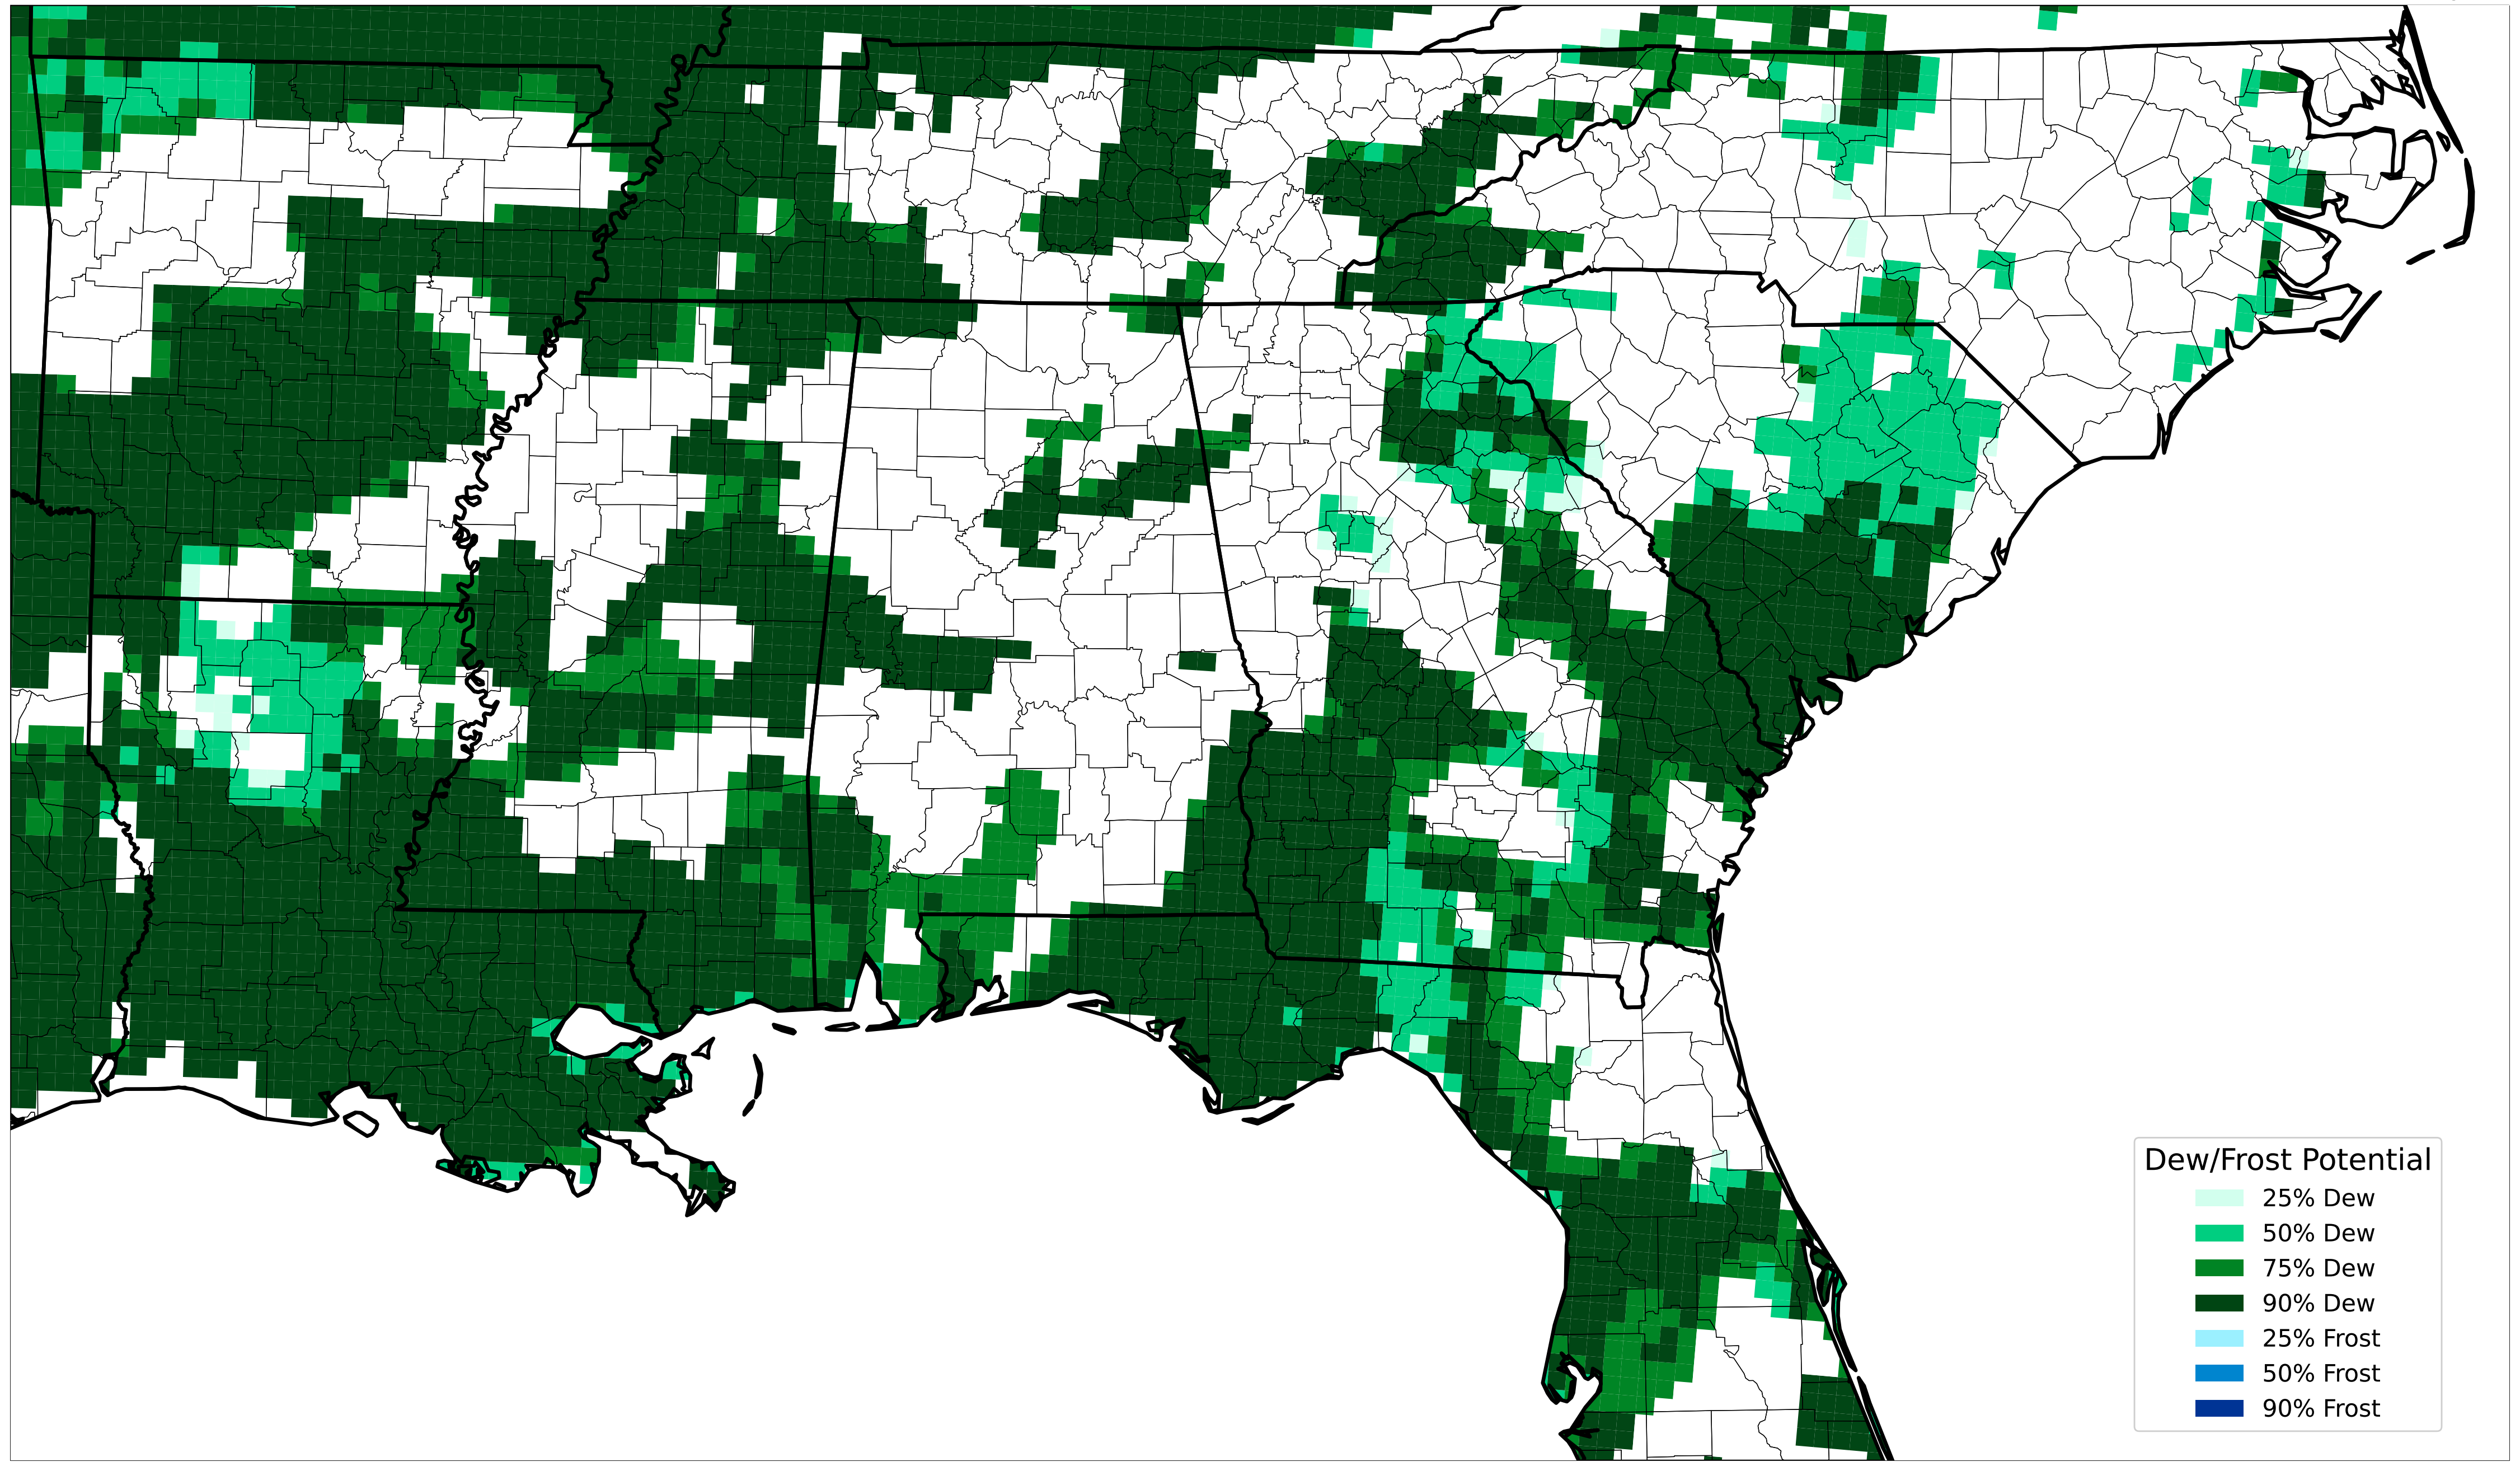 Dew/Frost Potential
25% Dew
50% Dew
75% Dew
90% Dew
25% Frost
50% Frost
90% Frost